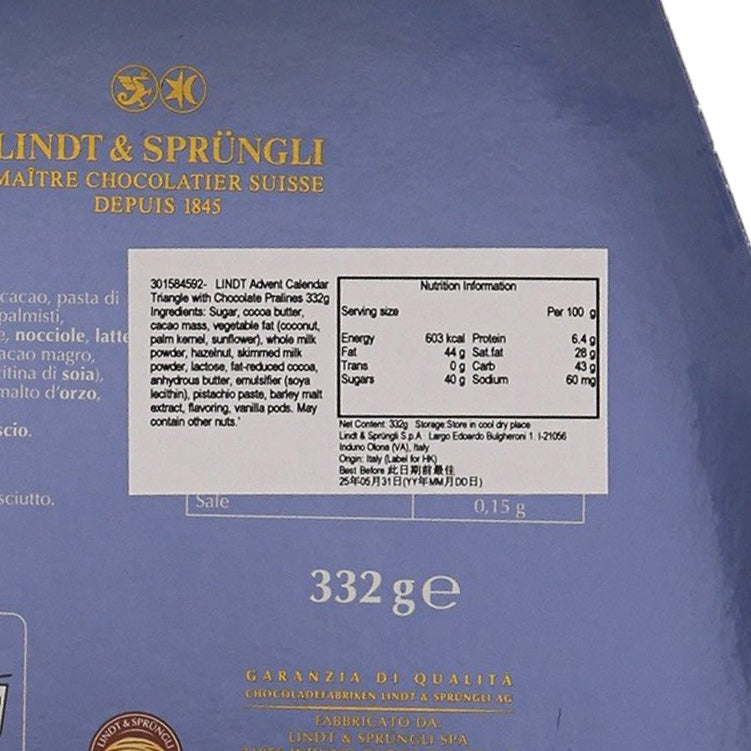 LINDT & SPRÜNGLI
MAÎTRE CHOCOLATIER SUISSE
DEPUIS 1845
cacao, pasta di
palmisti,
nocciole, latte
acao magro,
soia),
malto d'orzo,
scio.
sciutto.
301584592- LINDT Advent Calendar
Triangle with Chocolate Pralines 332g
Ingredients: Sugar, cocoa butter,
cacao mass, vegetable fat (coconut,
palm kernel, sunflower), whole milk
powder, hazelnut, skimmed milk
powder, lactose, fat-reduced cocoa,
anhydrous butter, emulsifier (soya
lecithin), pistachio paste, barley malt
extract, flavoring, vanilla pods. May
contain other nuts.'
Nutrition Information
Serving size Per 100 g
Energy 603 kcal Protein 6.4 g
Fat 44 g Sat.fat 28 g
Trans 0 g Carb 43 g
Sugars 40 g Sodium 60 mg
Net Content: 332g Storage:Store in cool dry place
Lindt & Sprüngli S.p.A. Largo Edoardo Bulgheroni 1. I-21056
Induno Olona (VA), Italy
Origin: Italy (Label for HK)
Best Before 此日期前最佳
25年05月31日(YY年MM月DD日)
Sale 0,15 g
332 g ℮
GARANZIA DI QUALITÀ
CHOCOLADEFABRIKEN LINDT & SPRÜNGLI AG
FABBRICATO DA:
LINDT & SPRÜNGLI SPA
LINDT & SPRÜNGLI